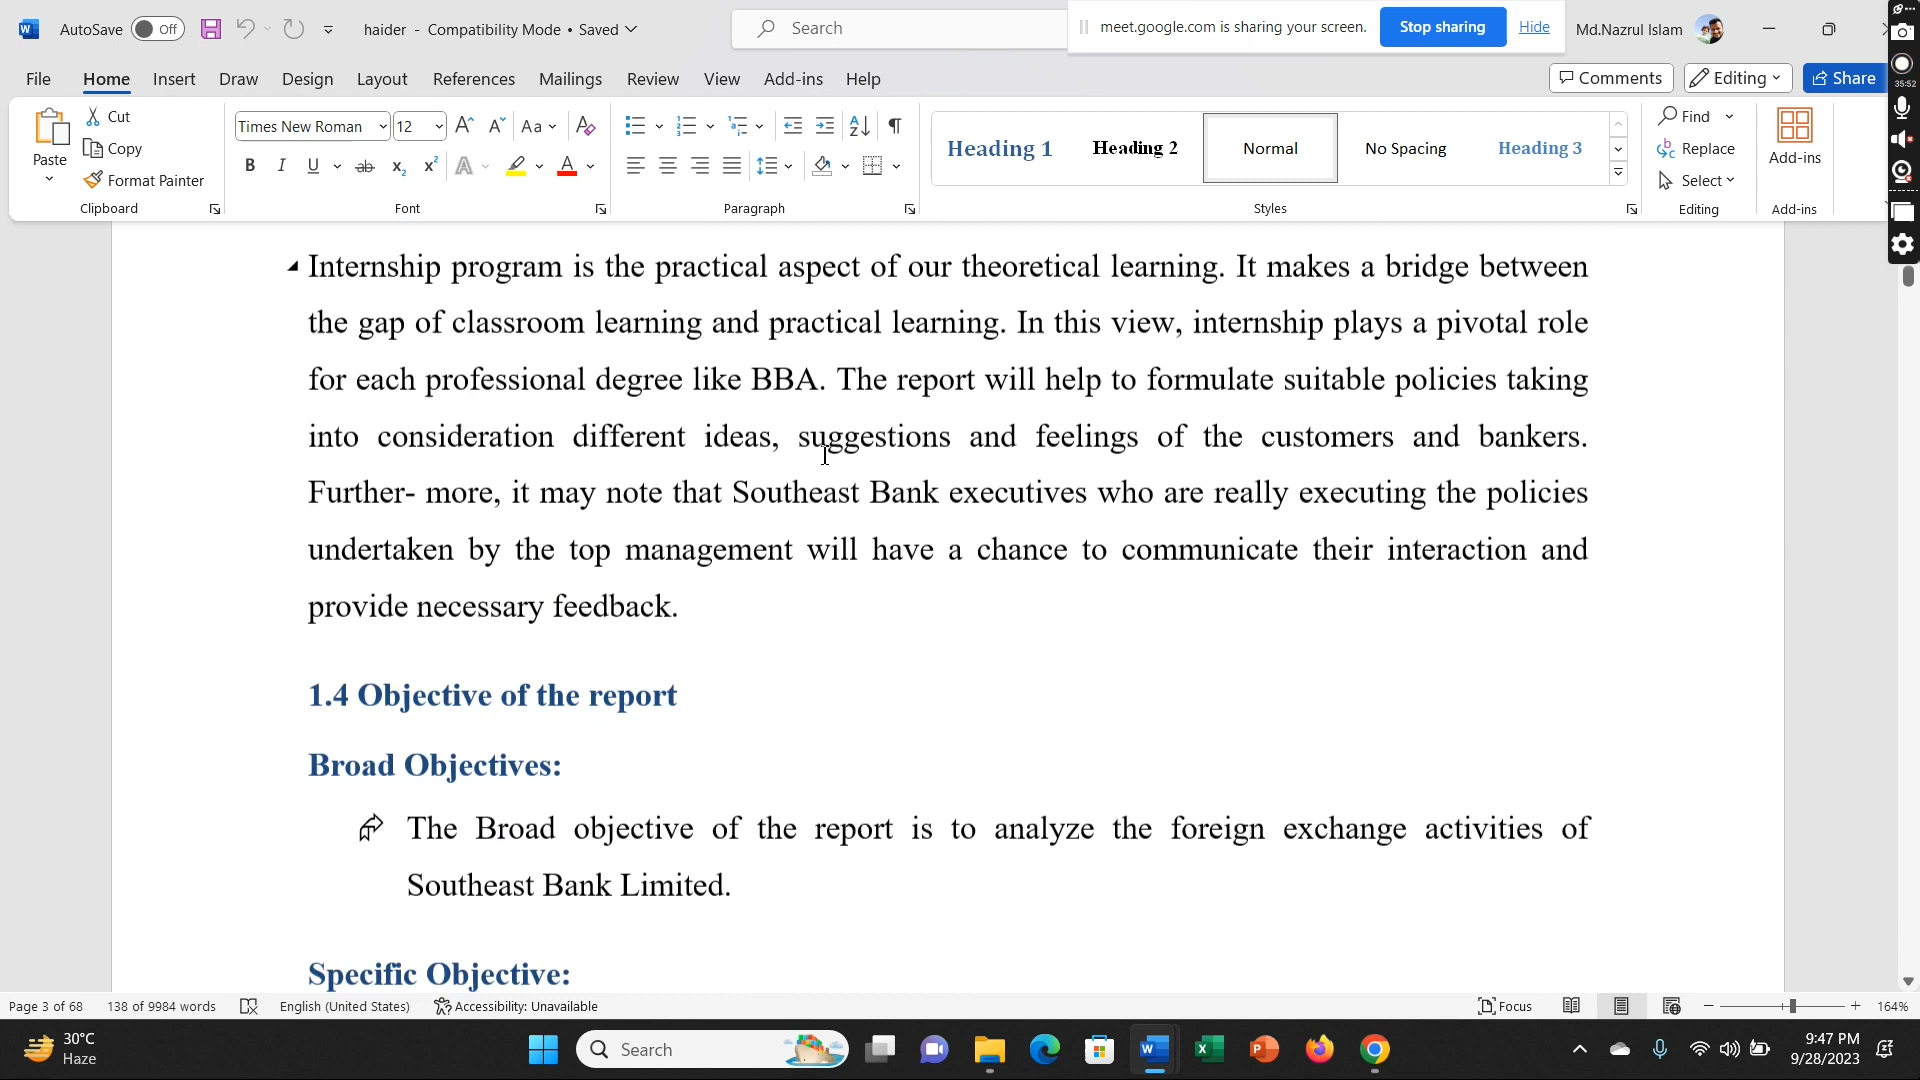 AutoSave Off haider - Compatibility Mode • Saved Search meet.google.com is sharing your screen. Stop sharing Hide Md.Nazrul Islam
File Home Insert Draw Design Layout References Mailings Review View Add-ins Help Comments Editing Share
35:52
Paste Cut Copy Format Painter
Times New Roman 12 Aa
B I U ab x₂ x² A A
Heading 1 Heading 2 Normal No Spacing Heading 3
Find Replace Select
Add-ins
Clipboard Font Paragraph Styles Editing Add-ins
Internship program is the practical aspect of our theoretical learning. It makes a bridge between
the gap of classroom learning and practical learning. In this view, internship plays a pivotal role
for each professional degree like BBA. The report will help to formulate suitable policies taking
into consideration different ideas, suggestions and feelings of the customers and bankers.
Further- more, it may note that Southeast Bank executives who are really executing the policies
undertaken by the top management will have a chance to communicate their interaction and
provide necessary feedback.
1.4 Objective of the report
Broad Objectives:
The Broad objective of the report is to analyze the foreign exchange activities of
Southeast Bank Limited.
Specific Objective:
Page 3 of 68 138 of 9984 words English (United States) Accessibility: Unavailable Focus 164%
30°C
Haze
Search
9:47 PM
9/28/2023